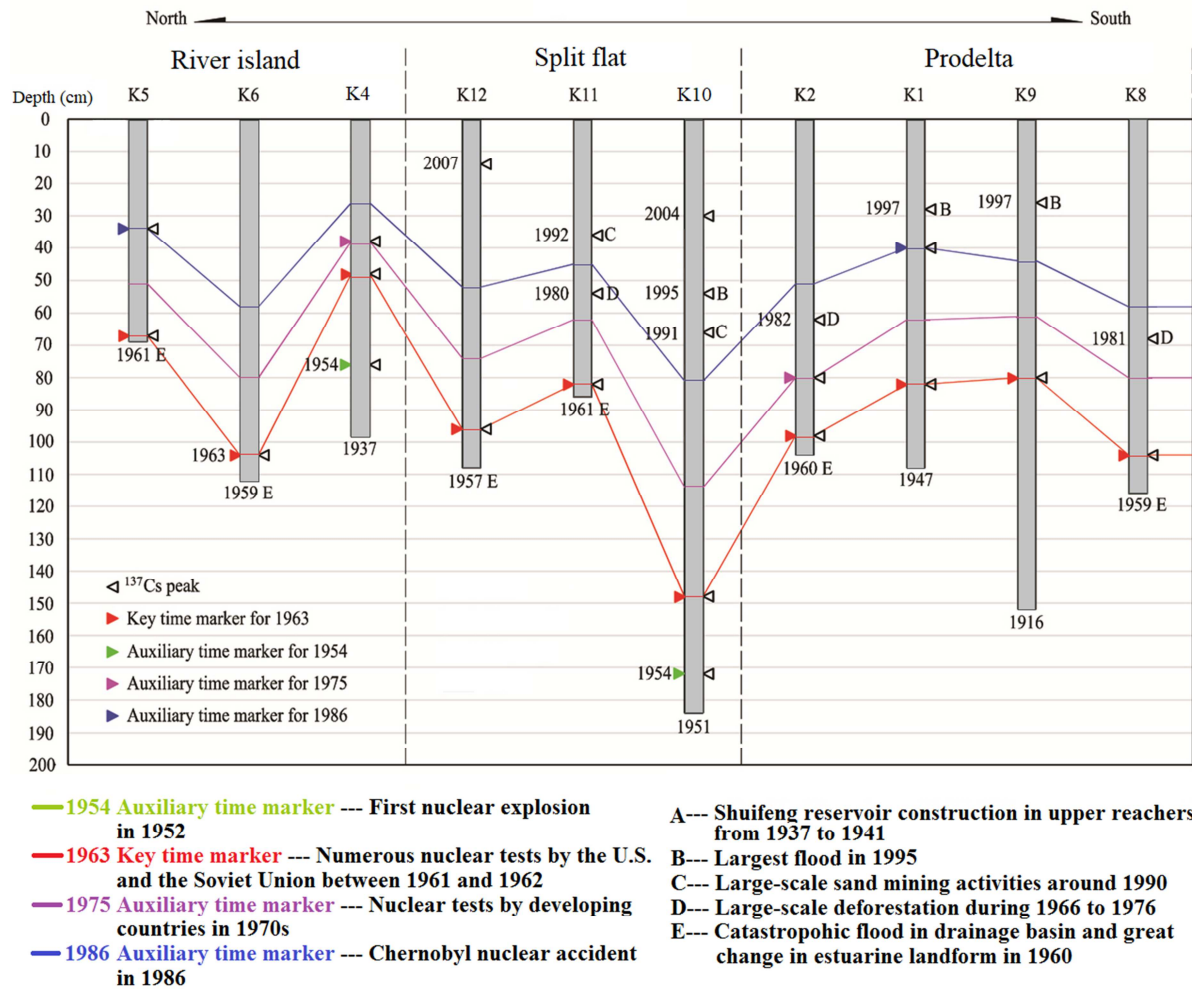 North South
River island Split flat Prodelta
Depth (cm) K5 K6 K4 K12 K11 K10 K2 K1 K9 K8
0
10
2007
20
1997 B
1997 B
30
2004
1992 C
40
50
1980 D
1995 B
60
1982 D
1991 C
1981 D
70
1961 E
1954
80
90
1961 E
100
1963
1937
1960 E
110
1957 E
1947
1959 E
1959 E
120
130
140
137Cs peak
150
Key time marker for 1963
1916
160
Auxiliary time marker for 1954
170
1954
Auxiliary time marker for 1975
180
Auxiliary time marker for 1986
1951
190
200
1954 Auxiliary time marker --- First nuclear explosion
in 1952
1963 Key time marker --- Numerous nuclear tests by the U.S.
and the Soviet Union between 1961 and 1962
1975 Auxiliary time marker --- Nuclear tests by developing
countries in 1970s
1986 Auxiliary time marker --- Chernobyl nuclear accident
in 1986
A--- Shuifeng reservoir construction in upper reachers
from 1937 to 1941
B--- Largest flood in 1995
C--- Large-scale sand mining activities around 1990
D--- Large-scale deforestation during 1966 to 1976
E--- Catastropohic flood in drainage basin and great
change in estuarine landform in 1960